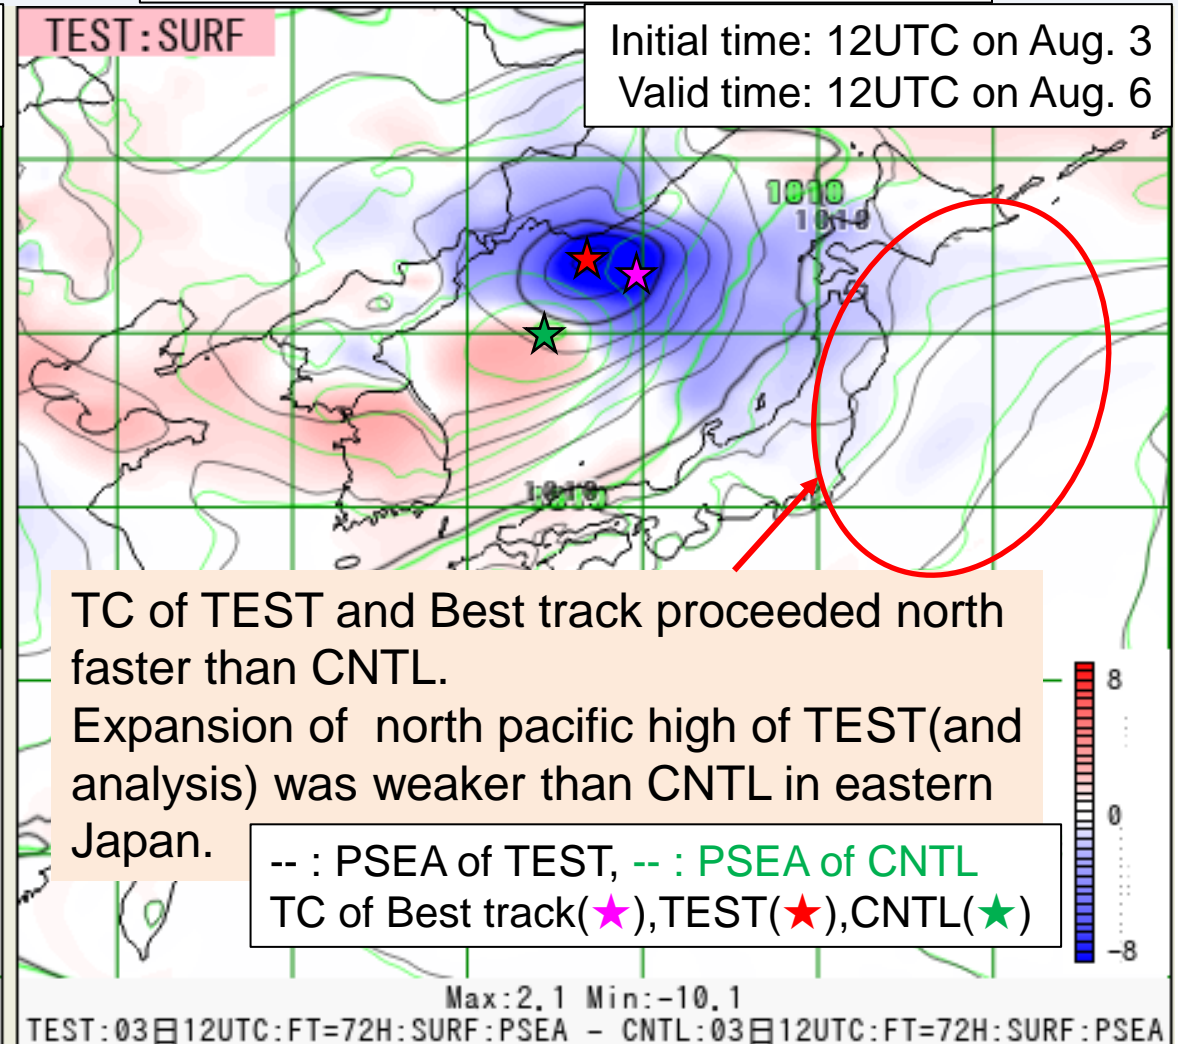 TEST:SURF
Initial time: 12UTC on Aug. 3
Valid time: 12UTC on Aug. 6
1010
1010
1010
TC of TEST and Best track proceeded north
faster than CNTL.
Expansion of north pacific high of TEST(and
analysis) was weaker than CNTL in eastern
Japan.
8
0
-8
-- : PSEA of TEST, -- : PSEA of CNTL
TC of Best track(★),TEST(★),CNTL(★)
Max:2.1 Min:-10.1
TEST:03日12UTC:FT=72H:SURF:PSEA - CNTL:03日12UTC:FT=72H:SURF:PSEA